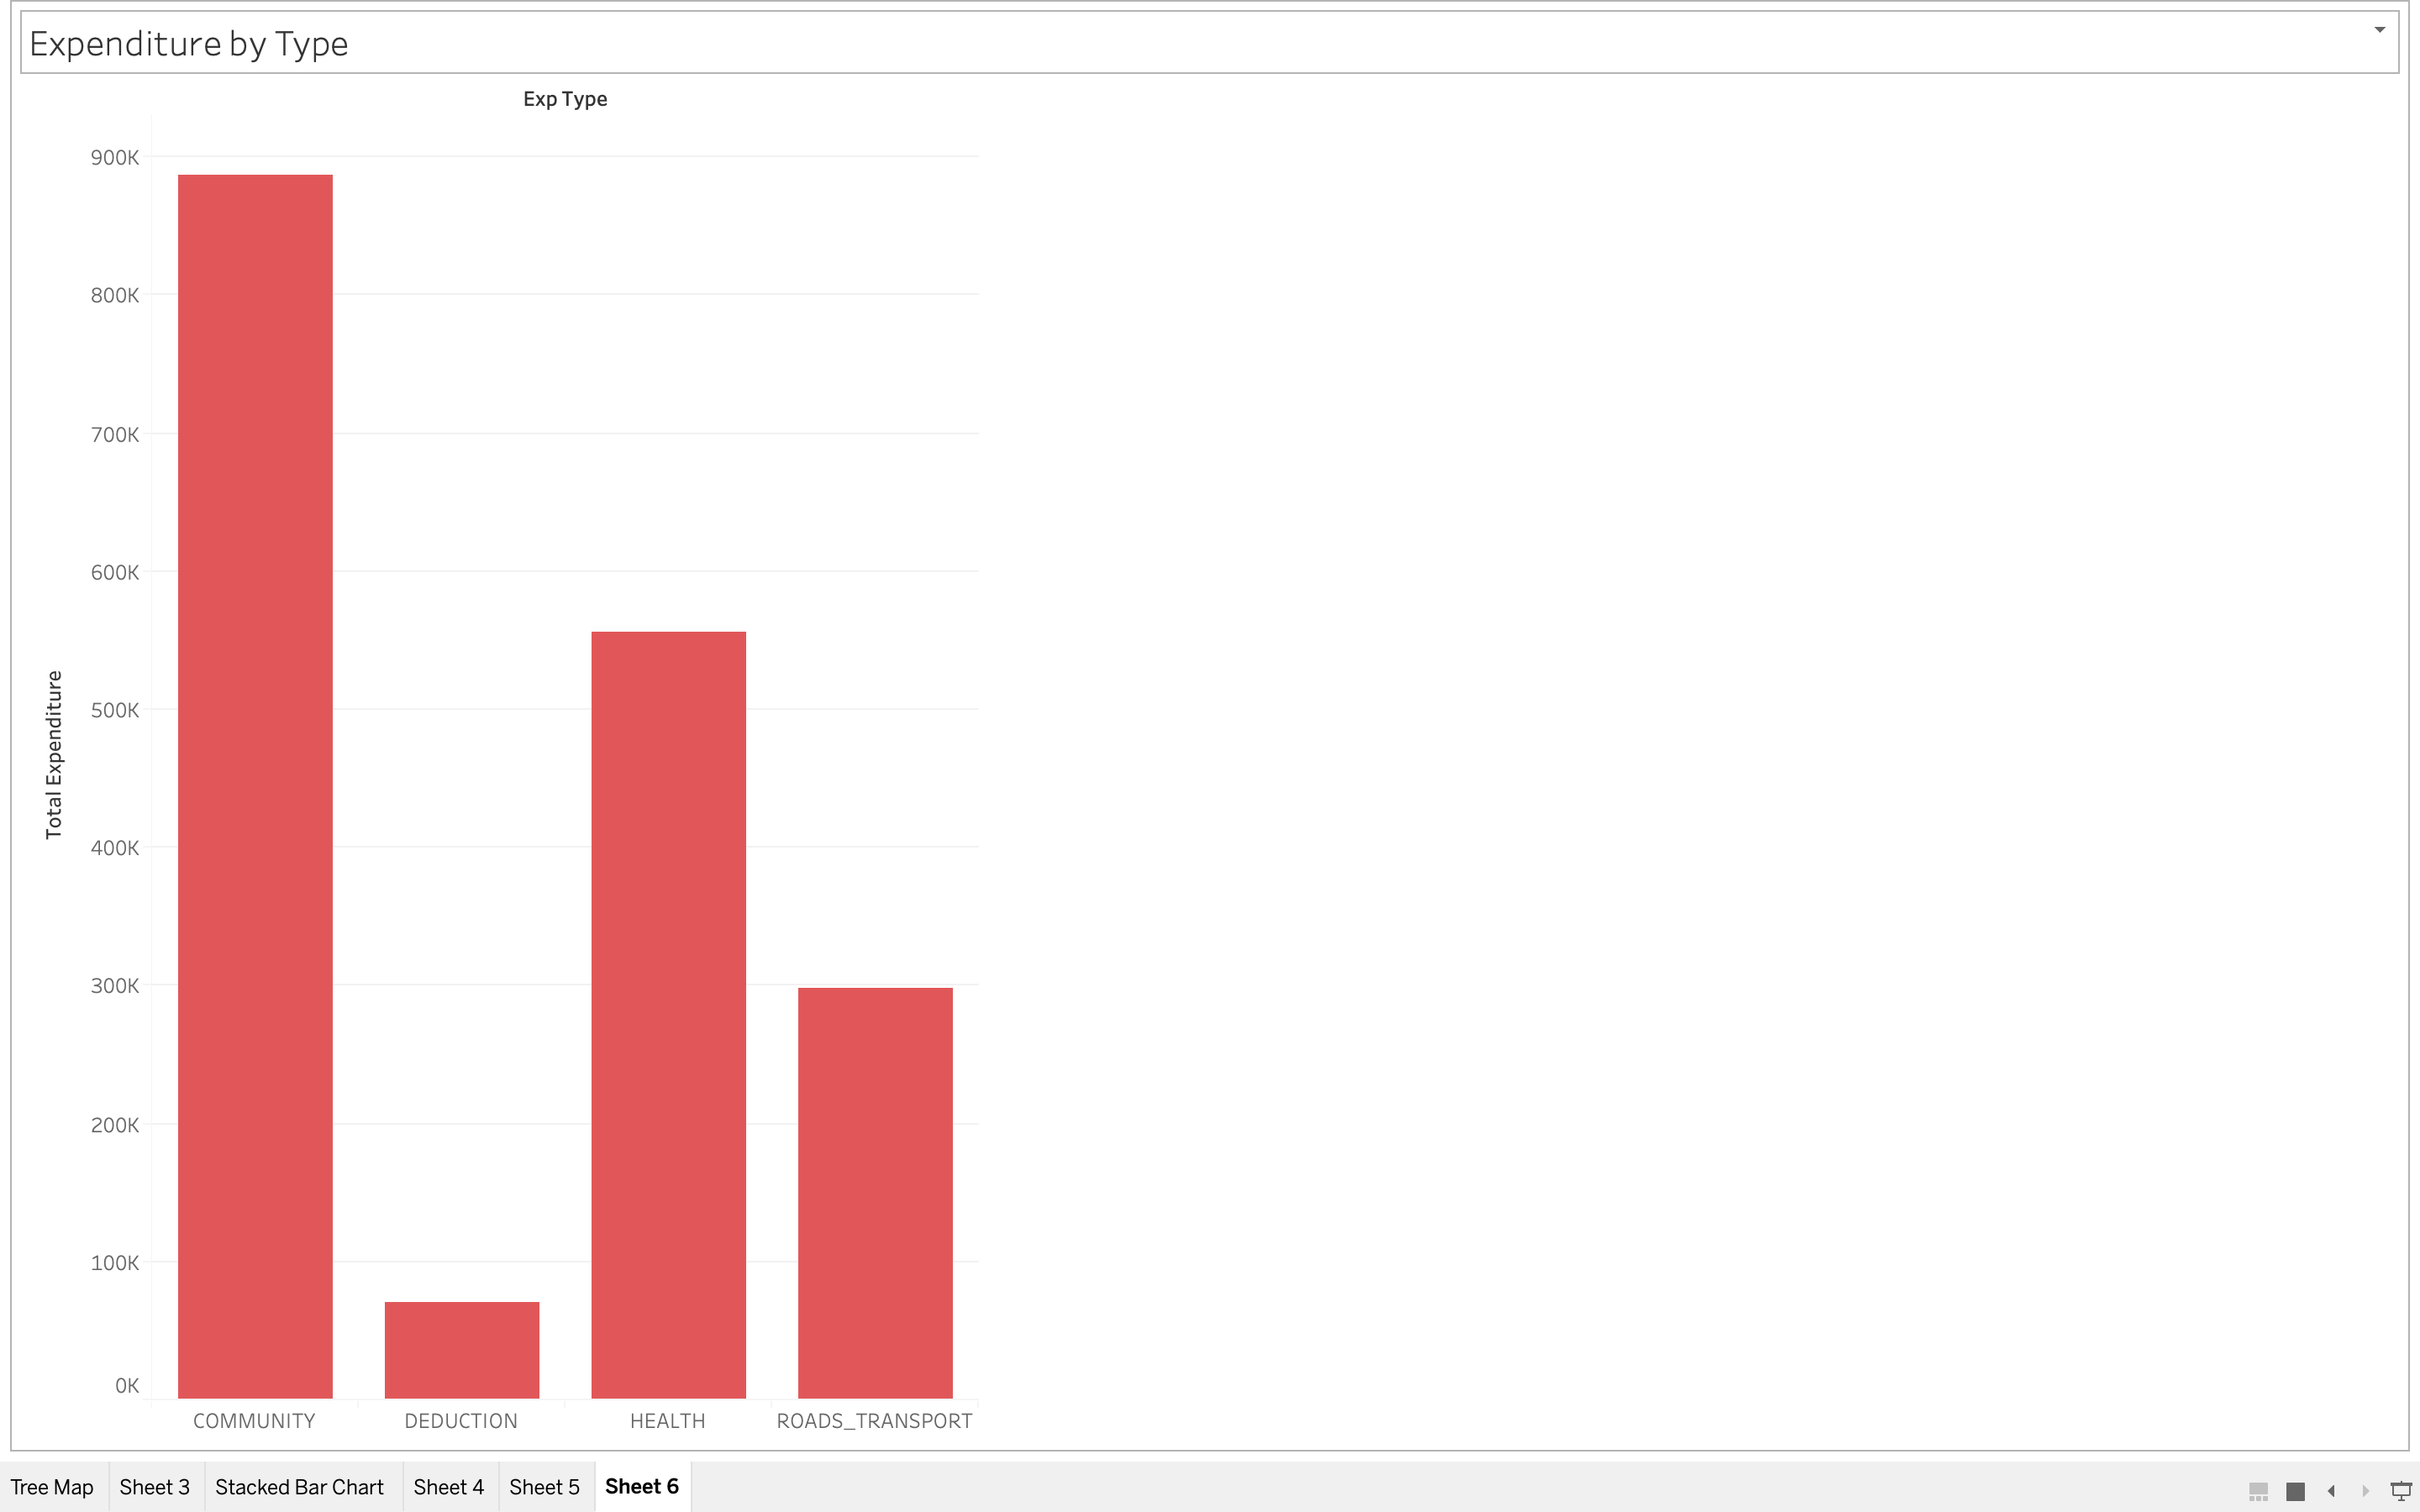 Expenditure by Type
Exp Type
900K
800K
700K
600K
500K
400K
300K
200K
100K
0K
Total Expenditure
COMMUNITY DEDUCTION HEALTH ROADS_TRANSPORT
Tree Map Sheet 3 Stacked Bar Chart Sheet 4 Sheet 5 Sheet 6